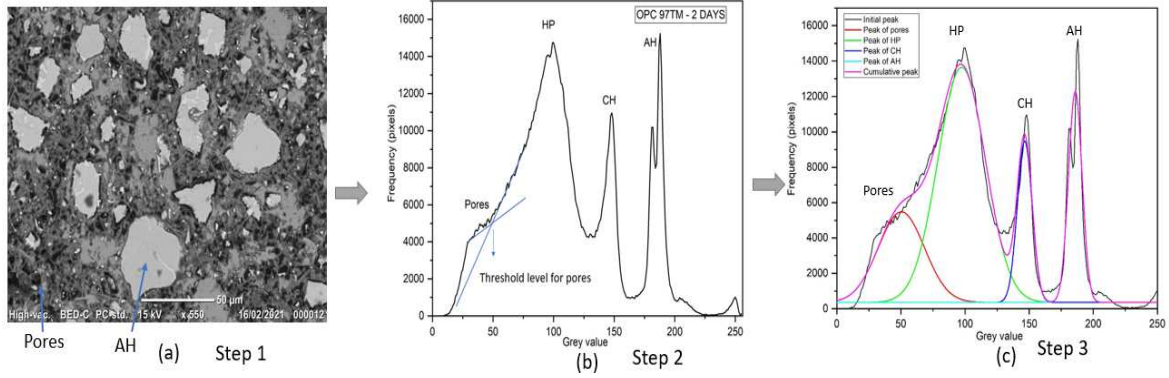 50 µm
High-vac. BED-C PC-std. 15 kV x 550 16/02/2021 000012
Pores AH (a) Step 1
OPC 97TM - 2 DAYS
HP
AH
CH
Pores
Threshold level for pores
Frequency (pixels)
16000
14000
12000
10000
8000
6000
4000
2000
0
0 50 100 150 200 250
Grey value
(b) Step 2
Initial peak
Peak of pores
Peak of HP
Peak of CH
Peak of AH
Cumulative peak
HP
AH
CH
Pores
Frequency (pixels)
16000
14000
12000
10000
8000
6000
4000
2000
0
0 50 100 150 200 250
Grey value
(c) Step 3